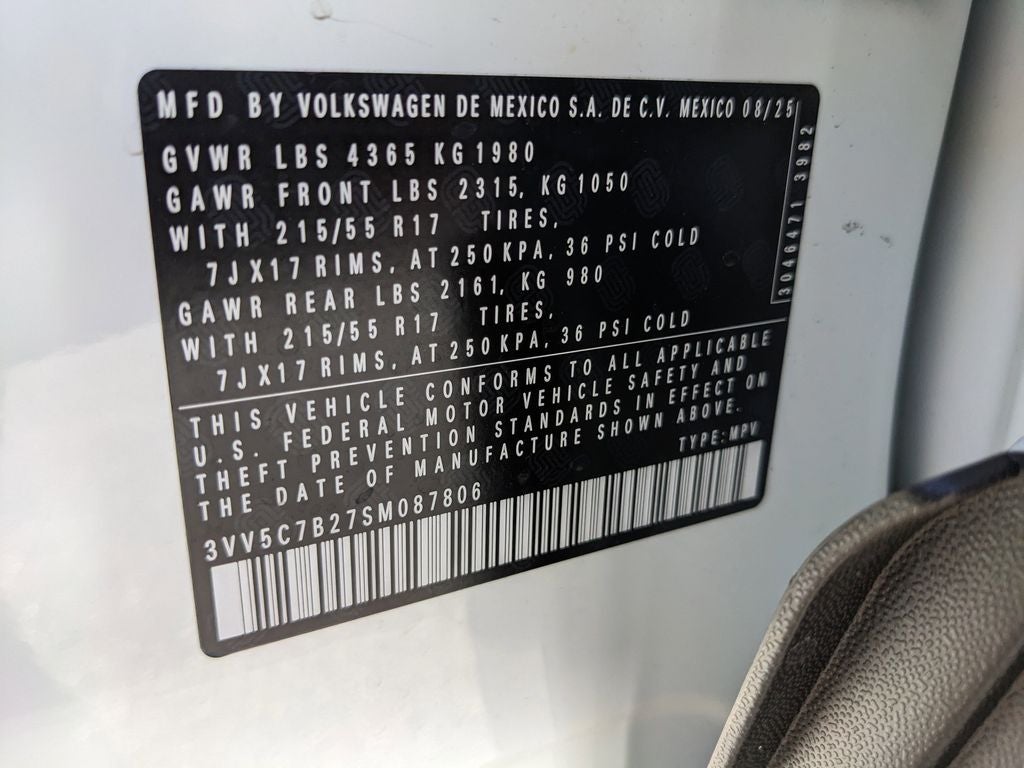 MFD BY VOLKSWAGEN DE MEXICO S.A. DE C.V. MEXICO 08/25
GVWR LBS 4365 KG 1980
GAWR FRONT LBS 2315, KG 1050
WITH 215/55 R17 TIRES,
7JX17 RIMS, AT 250 KPA, 36 PSI COLD
GAWR REAR LBS 2161, KG 980
WITH 215/55 R17 TIRES,
7JX17 RIMS, AT 250 KPA, 36 PSI COLD
3046471 3982
THIS VEHICLE CONFORMS TO ALL APPLICABLE
U.S. FEDERAL MOTOR VEHICLE SAFETY AND
THEFT PREVENTION STANDARDS IN EFFECT ON
THE DATE OF MANUFACTURE SHOWN ABOVE.
3VV5C7B27SM087806 TYPE:MPV